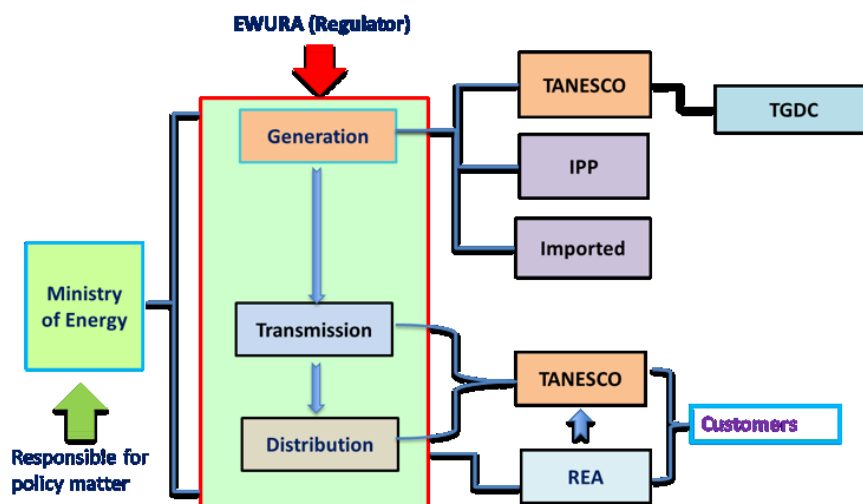 EWURA (Regulator)
Generation
TANESCO
TGDC
IPP
Imported
Ministry
of Energy
Transmission
TANESCO
Customers
Distribution
REA
Responsible for
policy matter